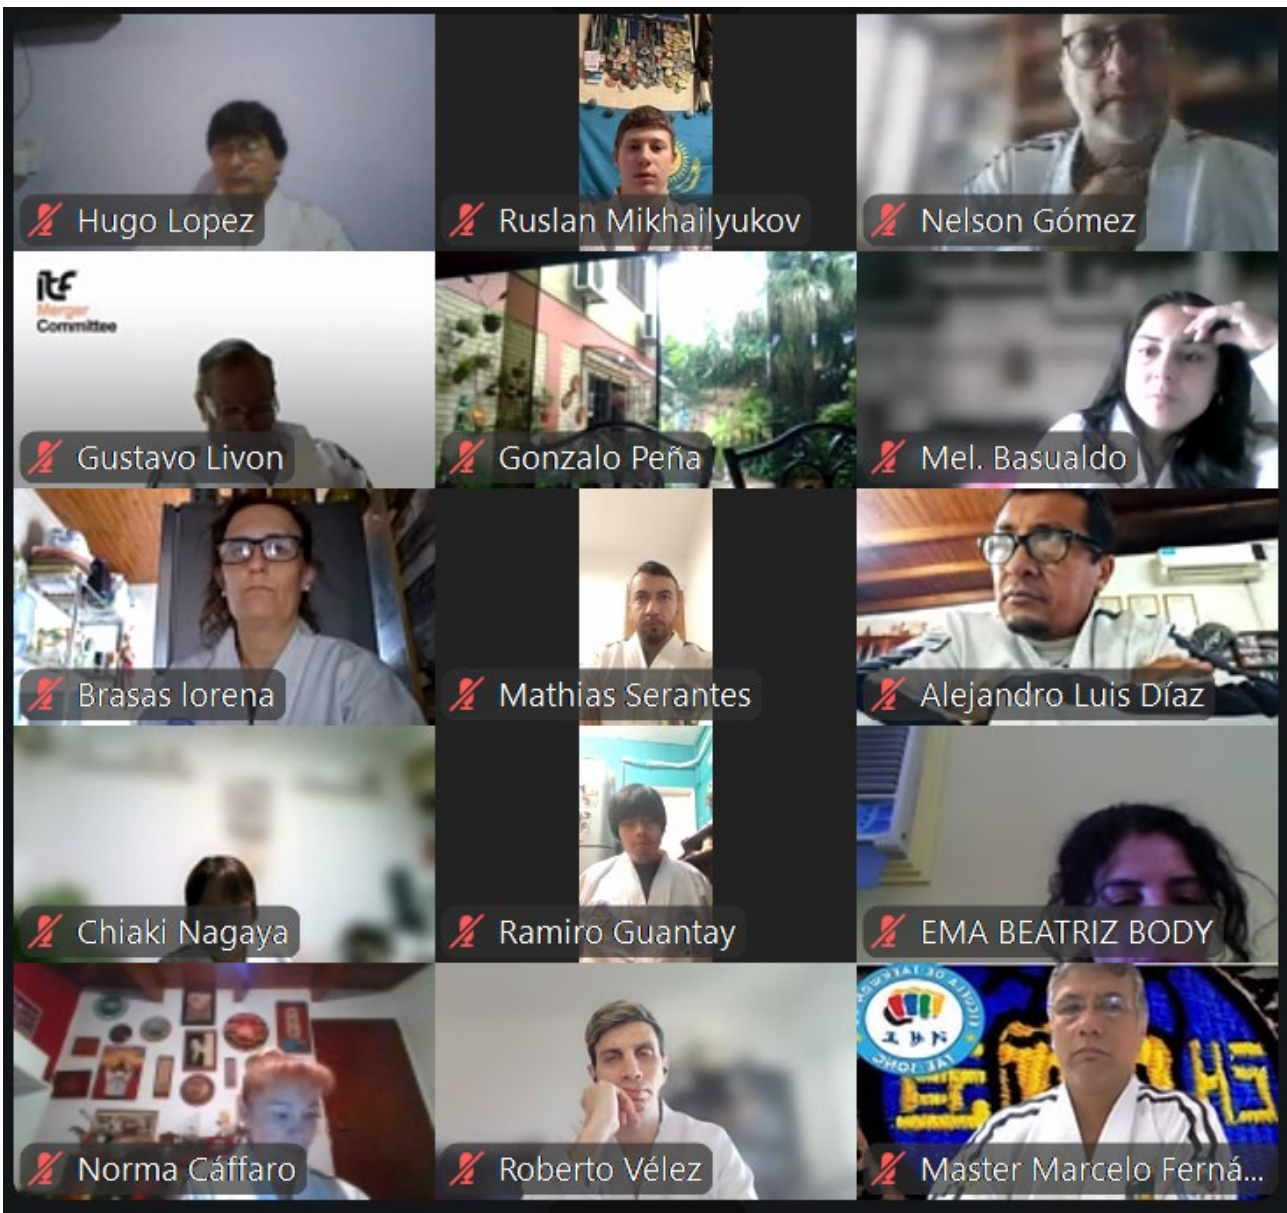 Hugo Lopez
Ruslan Mikhailyukov
Nelson Gómez
itf
Merger
Committee
Gustavo Livon
Gonzalo Peña
Mel. Basualdo
Brasas lorena
Mathias Serantes
Alejandro Luis Díaz
Chiaki Nagaya
Ramiro Guantay
EMA BEATRIZ BODY
Norma Cáffaro
Roberto Vélez
Master Marcelo Ferná...